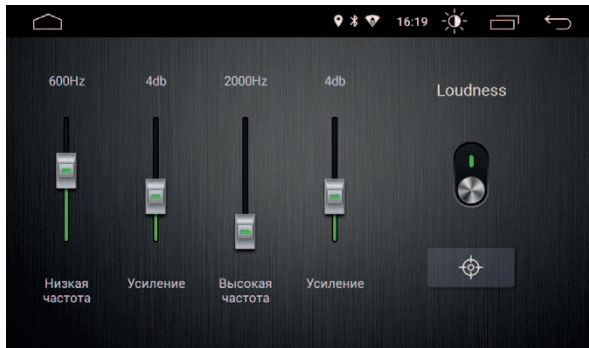 16:19
600Hz 4db 2000Hz 4db
Loudness
Низкая частота
Усиление
Высокая частота
Усиление